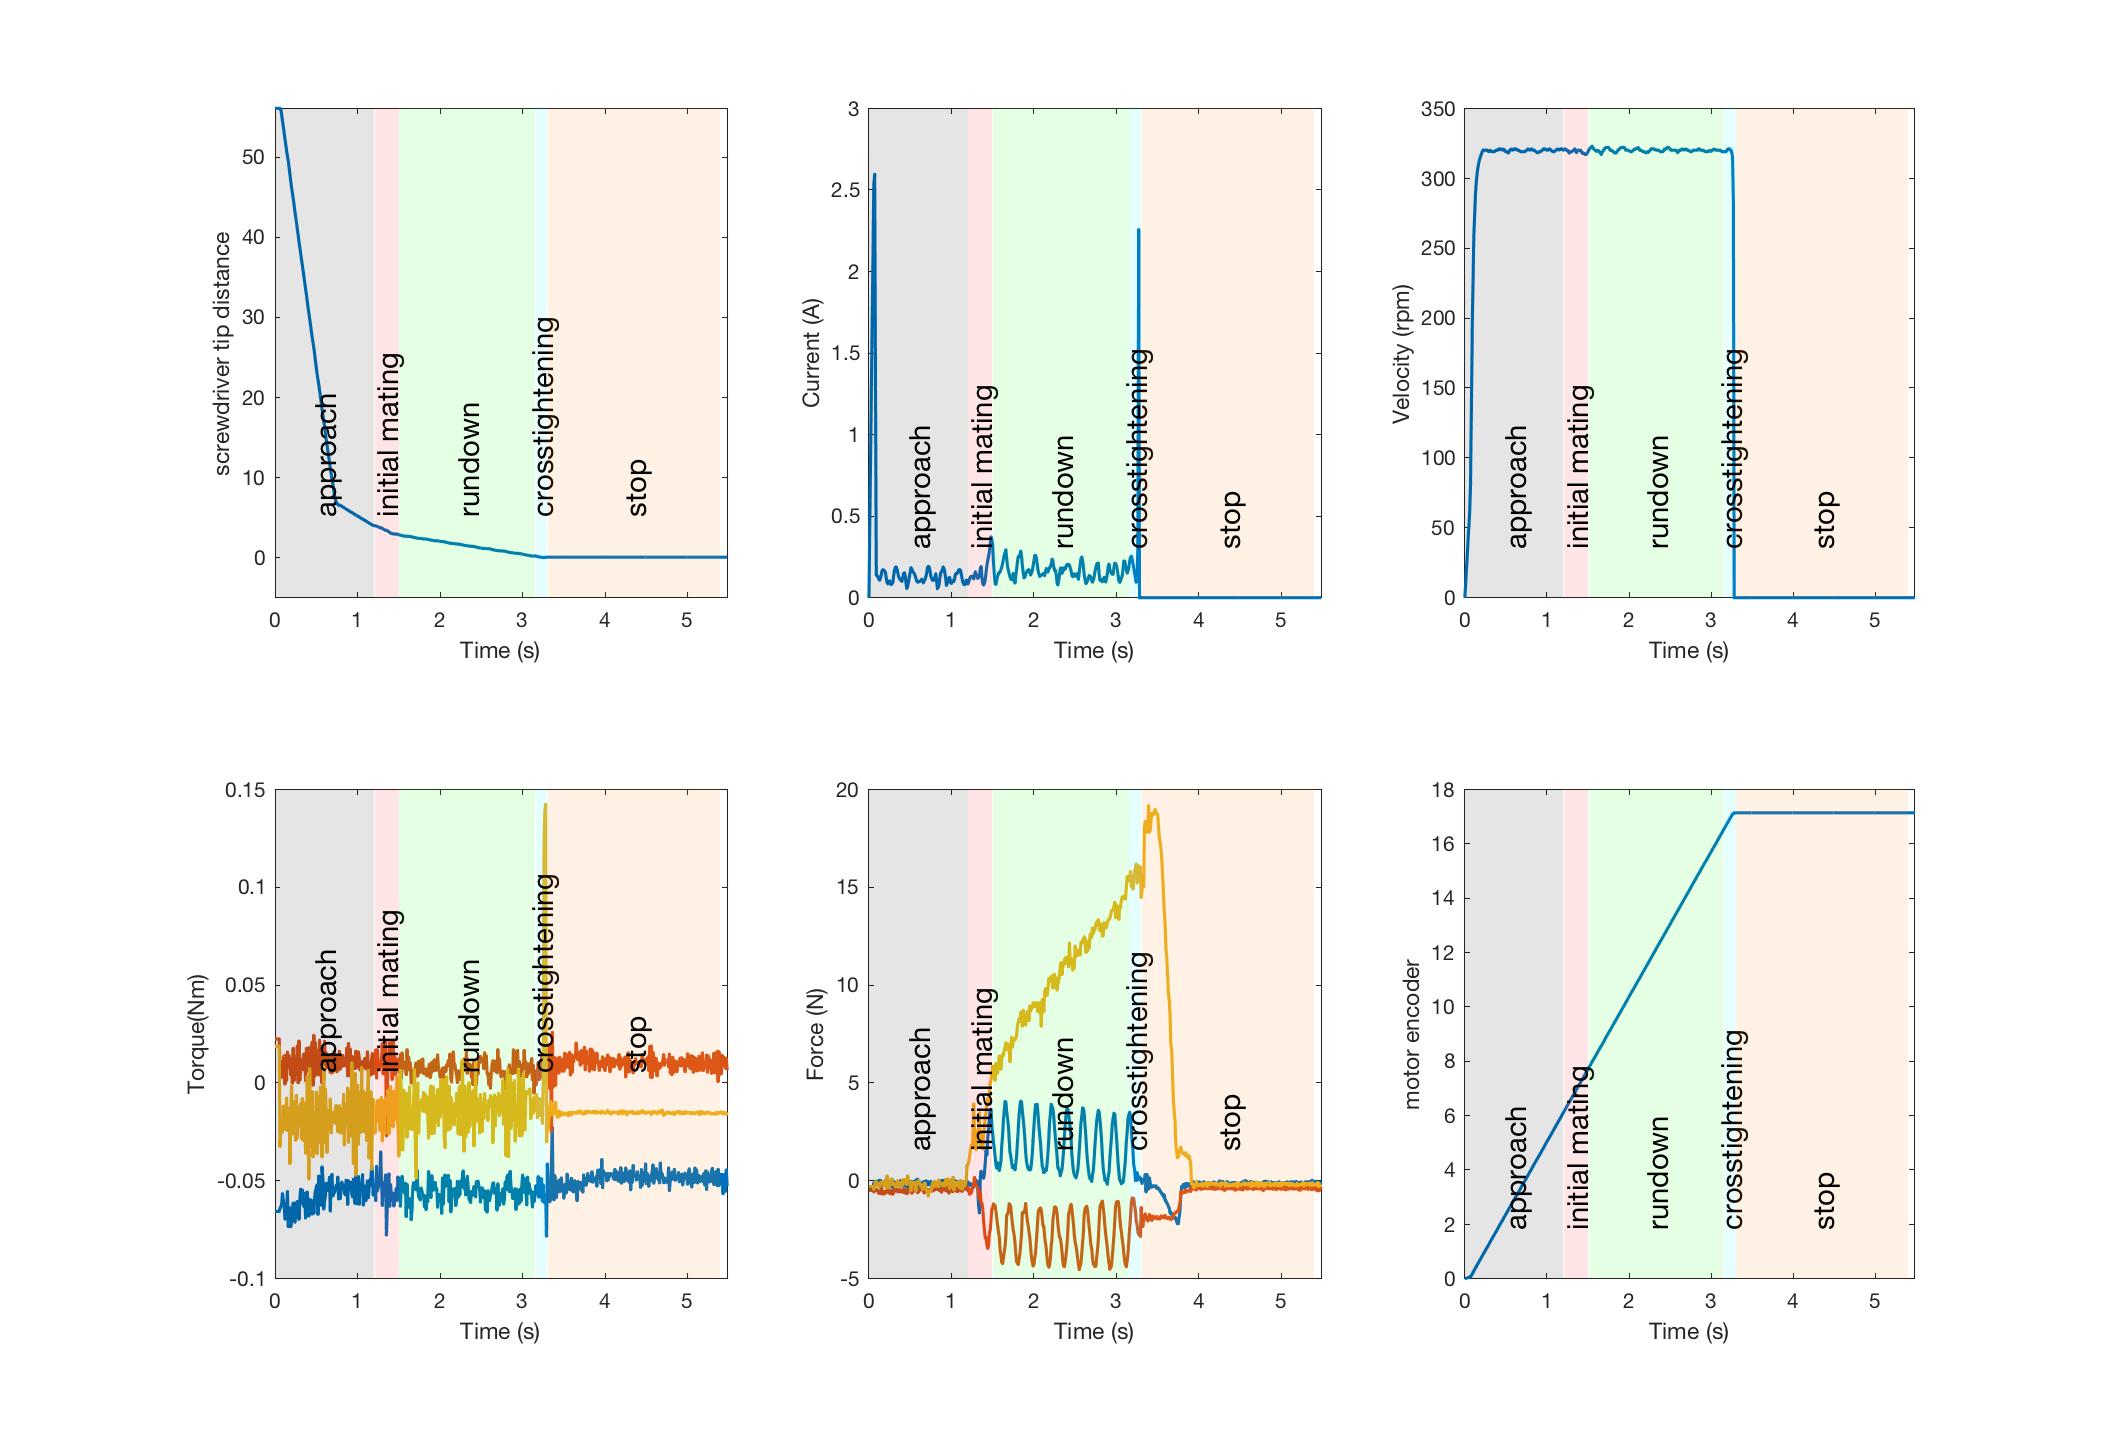 screwdriver tip distance
50
40
30
20
10
0
approach
initial mating
rundown
crosstightening
stop
0 1 2 3 4 5
Time (s)
Current (A)
3
2.5
2
1.5
1
0.5
0
approach
initial mating
rundown
crosstightening
stop
0 1 2 3 4 5
Time (s)
Velocity (rpm)
350
300
250
200
150
100
50
0
approach
initial mating
rundown
crosstightening
stop
0 1 2 3 4 5
Time (s)
Torque(Nm)
0.15
0.1
0.05
0
-0.05
-0.1
approach
initial mating
rundown
crosstightening
stop
0 1 2 3 4 5
Time (s)
Force (N)
20
15
10
5
0
-5
approach
initial mating
rundown
crosstightening
stop
0 1 2 3 4 5
Time (s)
motor encoder
18
16
14
12
10
8
6
4
2
0
approach
initial mating
rundown
crosstightening
stop
0 1 2 3 4 5
Time (s)